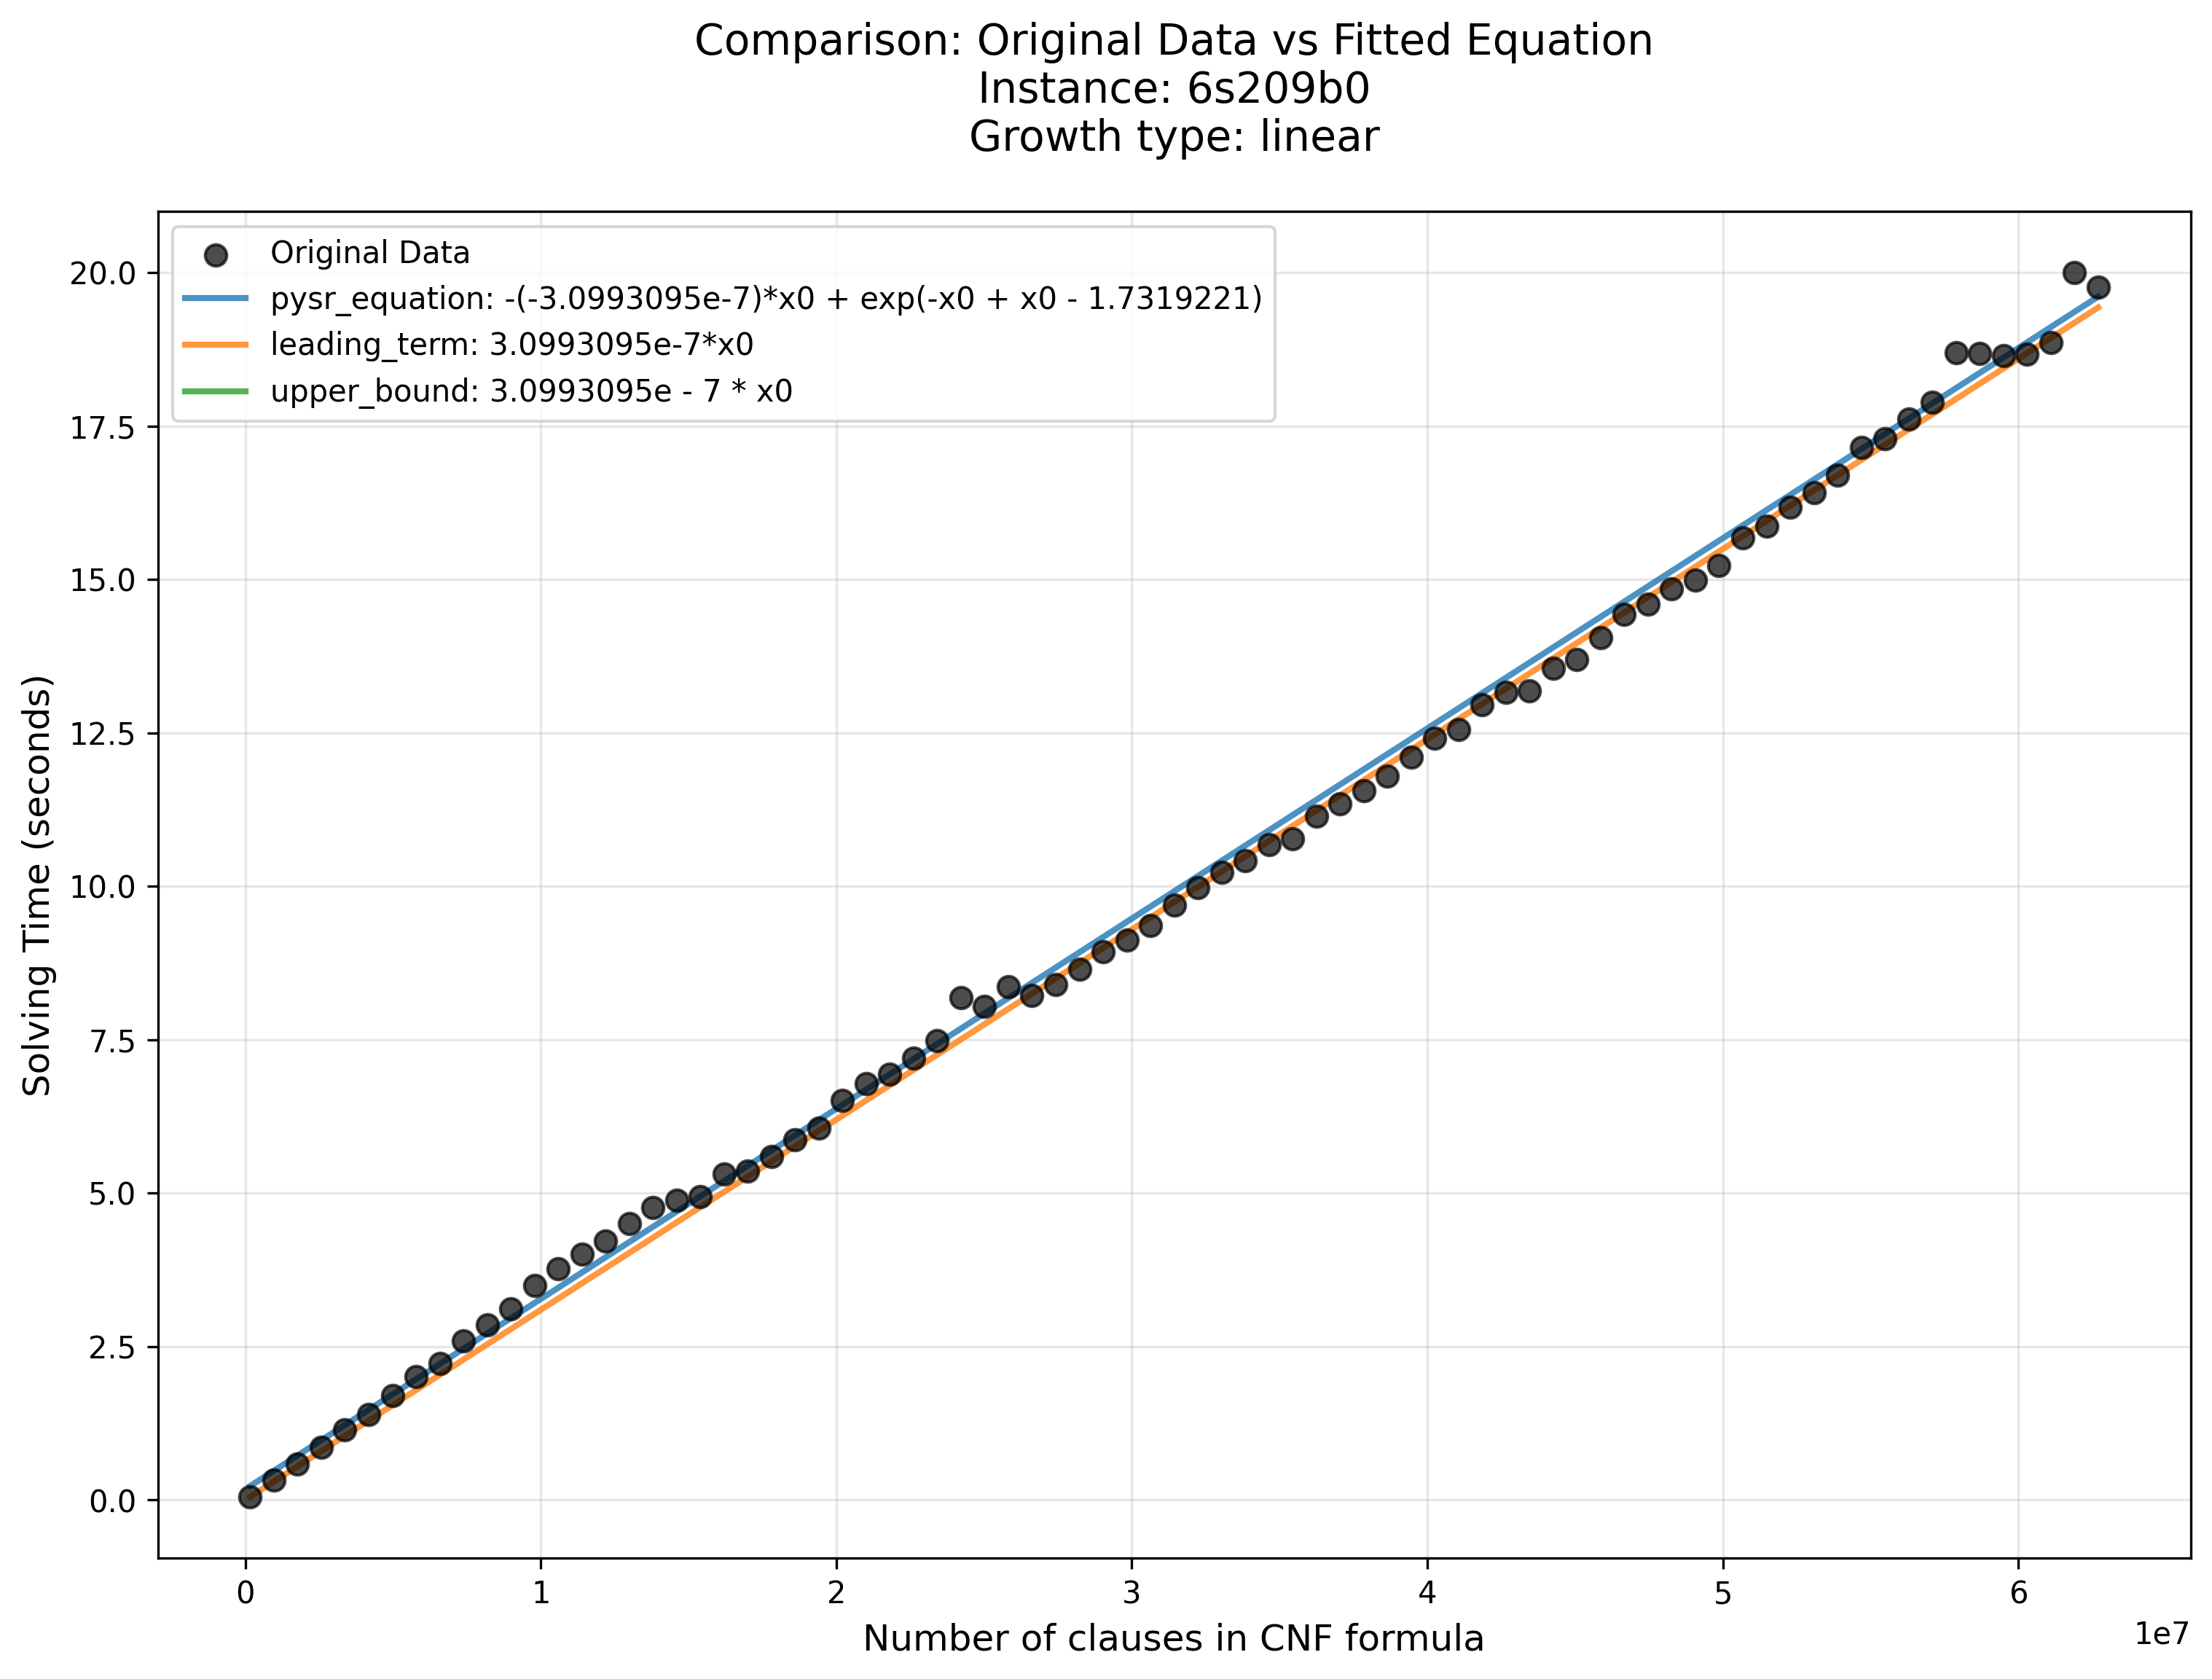 Comparison: Original Data vs Fitted Equation
Instance: 6s209b0
Growth type: linear
Original Data
pysr_equation: -(-3.0993095e-7)*x0 + exp(-x0 + x0 - 1.7319221)
leading_term: 3.0993095e-7*x0
upper_bound: 3.0993095e - 7 * x0
Solving Time (seconds)
20.0
17.5
15.0
12.5
10.0
7.5
5.0
2.5
0.0
0 1 2 3 4 5 6
1e7
Number of clauses in CNF formula